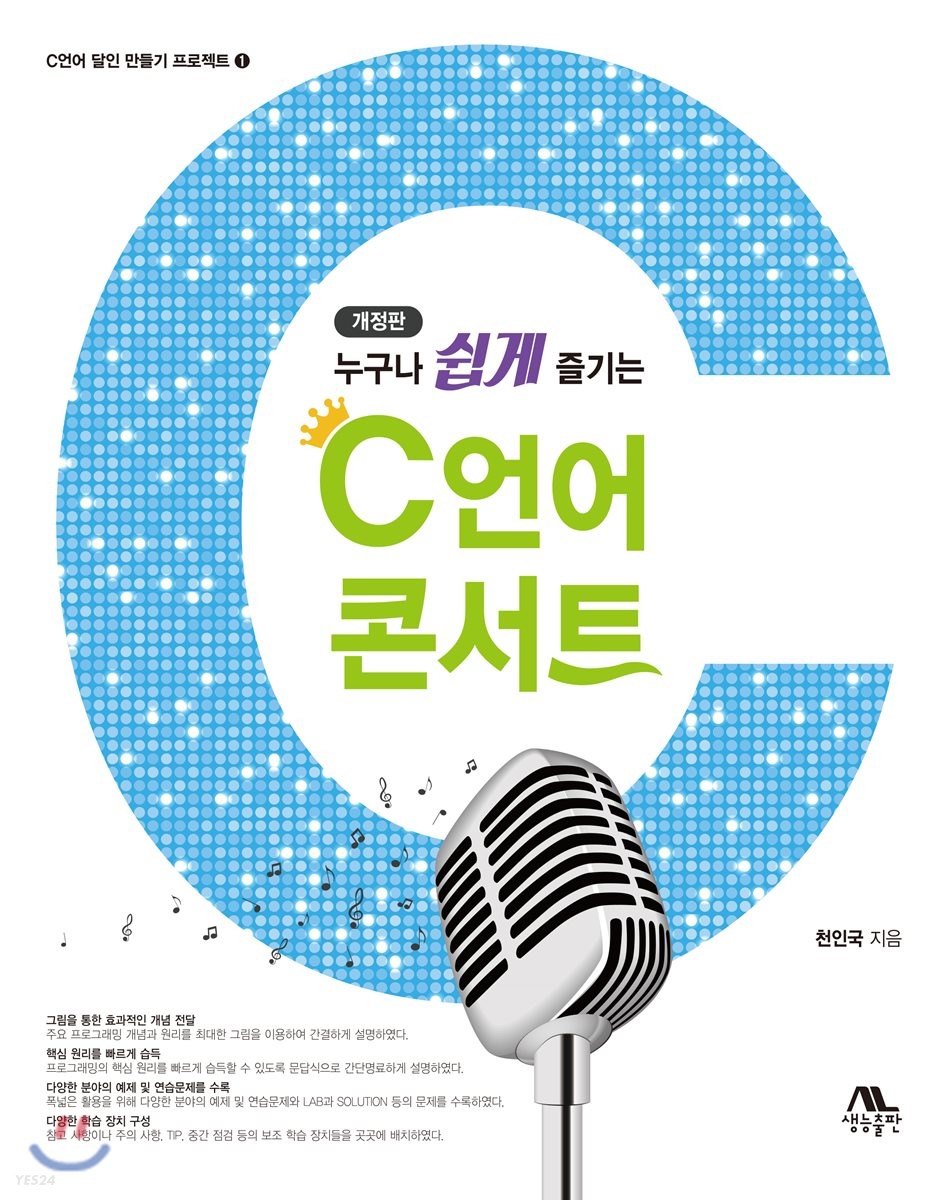 C언어 달인 만들기 프로젝트 ❶
개정판
누구나 쉽게 즐기는
C언어
콘서트
천인국 지음
그림을 통한 효과적인 개념 전달
주요 프로그래밍 개념과 원리를 최대한 그림을 이용하여 간결하게 설명하였다.
핵심 원리를 빠르게 습득
프로그래밍의 핵심 원리를 빠르게 습득할 수 있도록 문답식으로 간단명료하게 설명하였다.
다양한 분야의 예제 및 연습문제를 수록
폭넓은 활용을 위해 다양한 분야의 예제 및 연습문제와 LAB과 SOLUTION 등의 문제를 수록하였다.
다양한 학습 장치 구성
참고 사항이나 주의 사항, TIP, 중간 점검 등의 보조 학습 장치들을 곳곳에 배치하였다.
생능출판
YES24